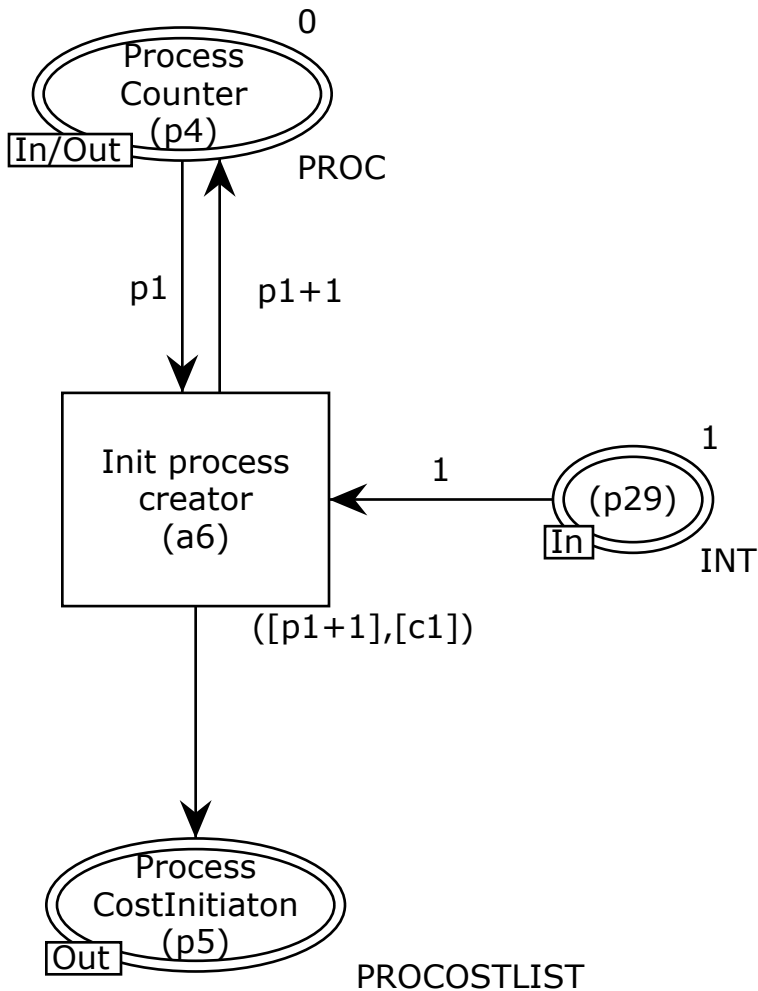 0
Process
Counter
(p4)
In/Out
PROC
p1
p1+1
Init process
creator
(a6)
1
1
(p29)
In
INT
([p1+1],[c1])
Process
CostInitiaton
(p5)
Out
PROCOSTLIST